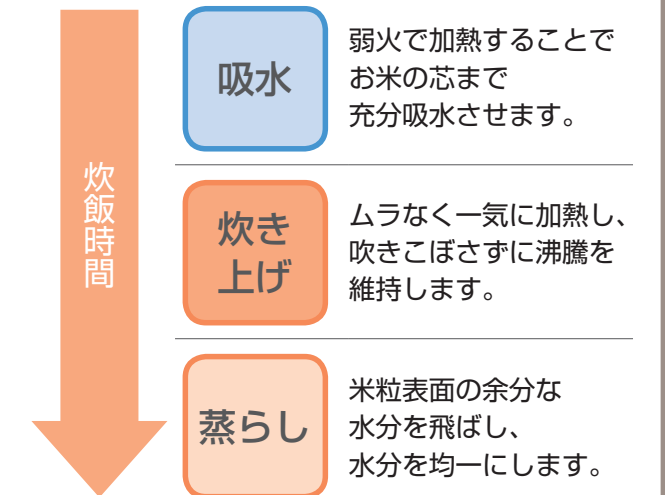 炊飯時間
吸水
弱火で加熱することで
お米の芯まで
充分吸水させます。
炊き
上げ
ムラなく一気に加熱し、
吹きこぼさずに沸騰を
維持します。
蒸らし
米粒表面の余分な
水分を飛ばし、
水分を均一にします。